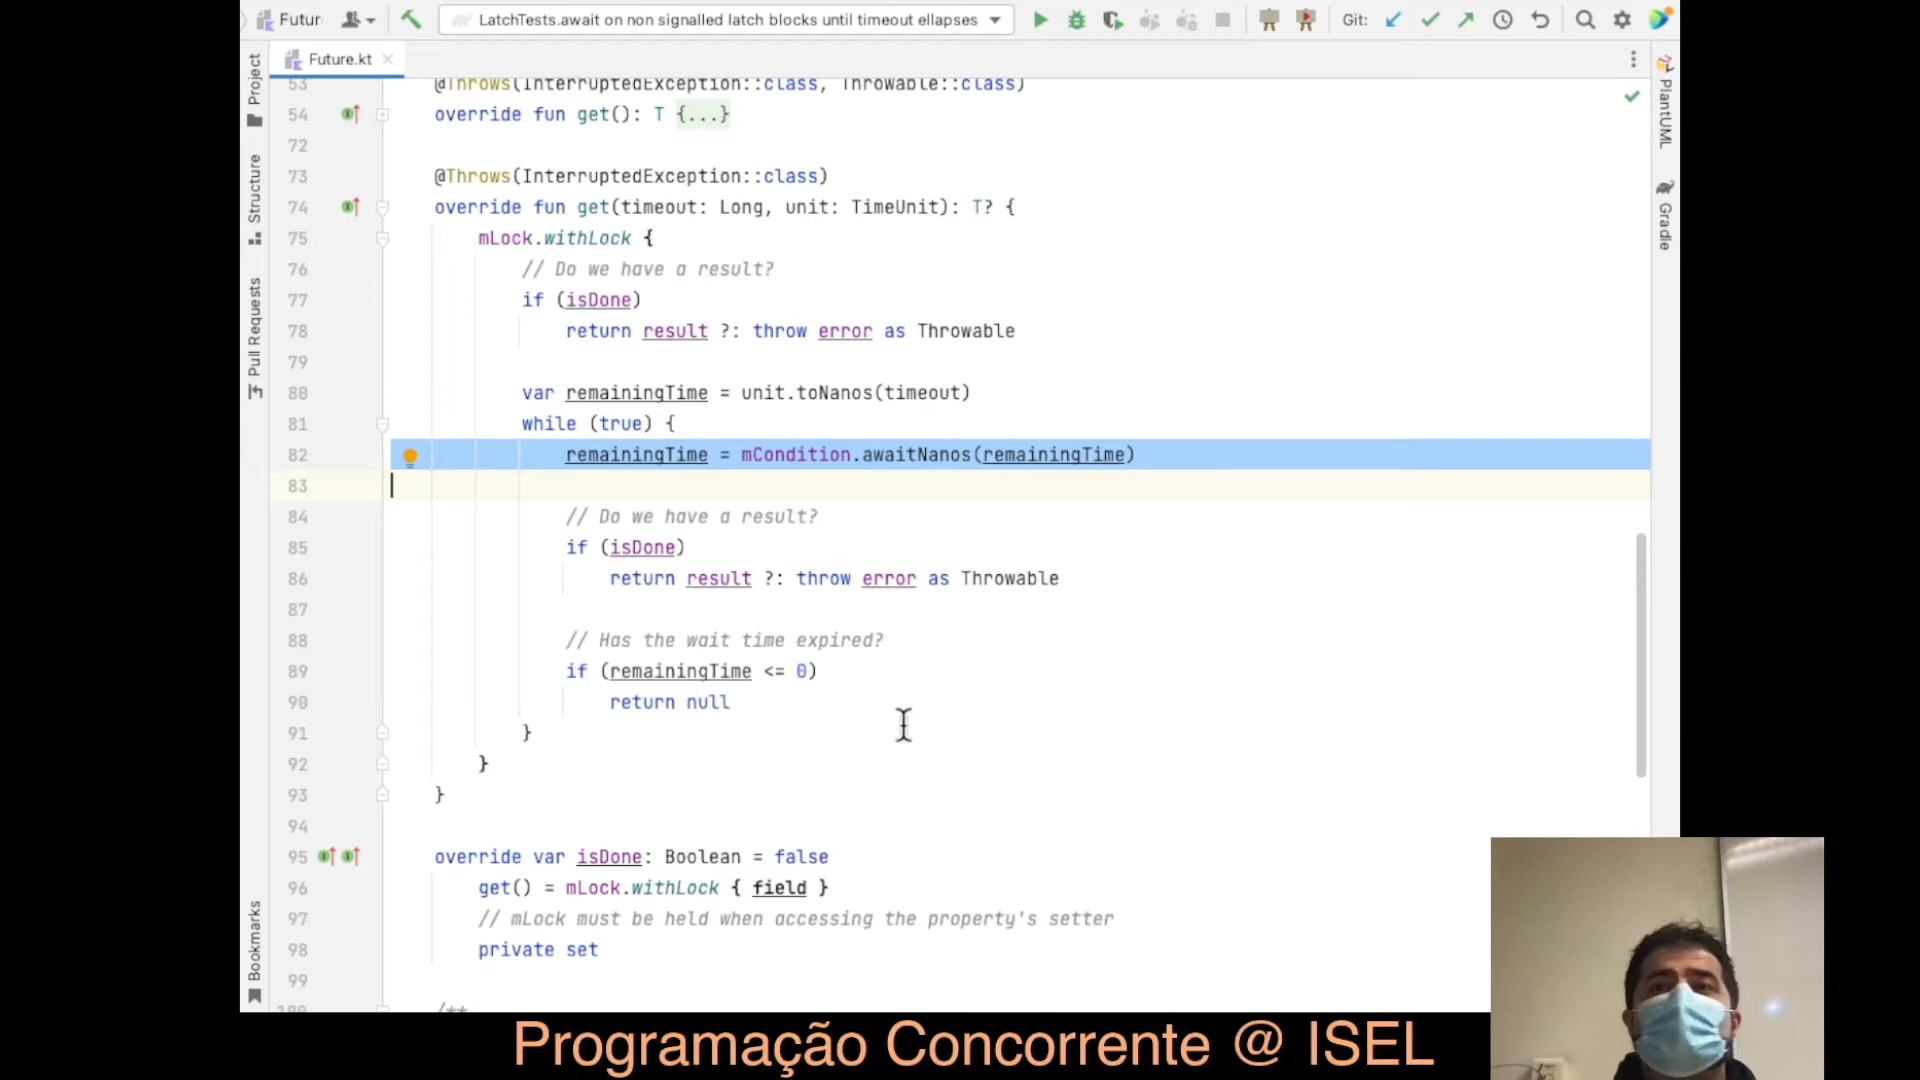 Futur
LatchTests.await on non signalled latch blocks until timeout ellapses
Git:
Future.kt
Project
Structure
Pull Requests
Bookmarks
PlantUML
Gradle
53 @Throws(InterruptedException::class, Throwable::class)
54 override fun get(): T {...}
72
73 @Throws(InterruptedException::class)
74 override fun get(timeout: Long, unit: TimeUnit): T? {
75 mLock.withLock {
76 // Do we have a result?
77 if (isDone)
78 return result ?: throw error as Throwable
79
80 var remainingTime = unit.toNanos(timeout)
81 while (true) {
82 remainingTime = mCondition.awaitNanos(remainingTime)
83
84 // Do we have a result?
85 if (isDone)
86 return result ?: throw error as Throwable
87
88 // Has the wait time expired?
89 if (remainingTime <= 0)
90 return null
91 }
92 }
93 }
94
95 override var isDone: Boolean = false
96 get() = mLock.withLock { field }
97 // mLock must be held when accessing the property's setter
98 private set
99
100 /**
Programação Concorrente @ ISEL